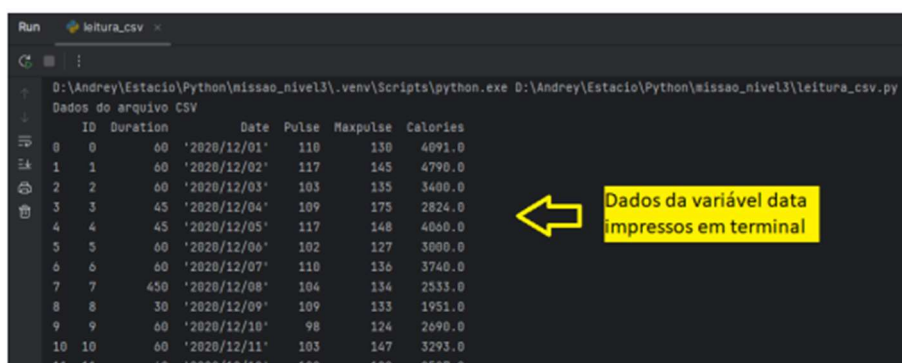 Run leitura_csv
D:\Andrey\Estacio\Python\missao_nivel3\.venv\Scripts\python.exe D:\Andrey\Estacio\Python\missao_nivel3\leitura_csv.py
Dados do arquivo CSV
ID Duration Date Pulse Maxpulse Calories
0 0 60 '2020/12/01' 110 130 4091.0
1 1 60 '2020/12/02' 117 145 4790.0
2 2 60 '2020/12/03' 103 135 3400.0
3 3 45 '2020/12/04' 109 175 2824.0
4 4 45 '2020/12/05' 117 148 4060.0
5 5 60 '2020/12/06' 102 127 3000.0
6 6 60 '2020/12/07' 110 136 3740.0
7 7 450 '2020/12/08' 104 134 2533.0
8 8 30 '2020/12/09' 109 133 1951.0
9 9 60 '2020/12/10' 98 124 2690.0
10 10 60 '2020/12/11' 103 147 3293.0
Dados da variável data
impressos em terminal